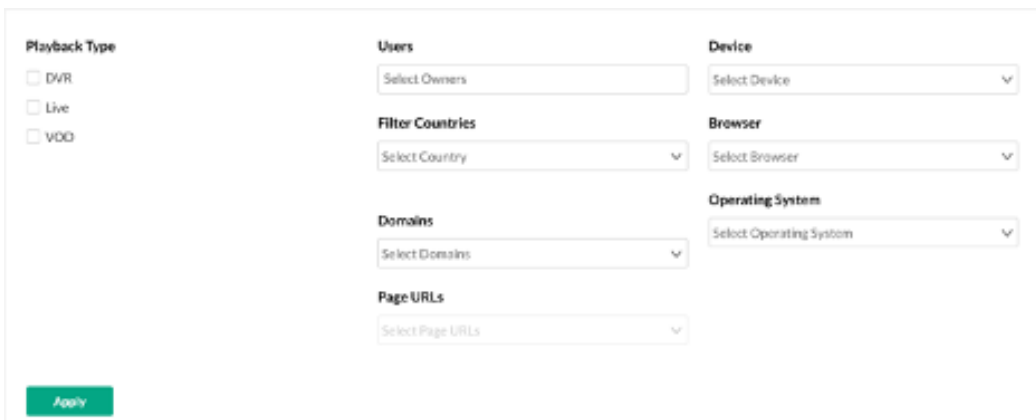 Playback Type
DVR
Live
VOD
Users
Select Owners
Filter Countries
Select Country
Domains
Select Domains
Page URLs
Select Page URLs
Device
Select Device
Browser
Select Browser
Operating System
Select Operating System
Apply